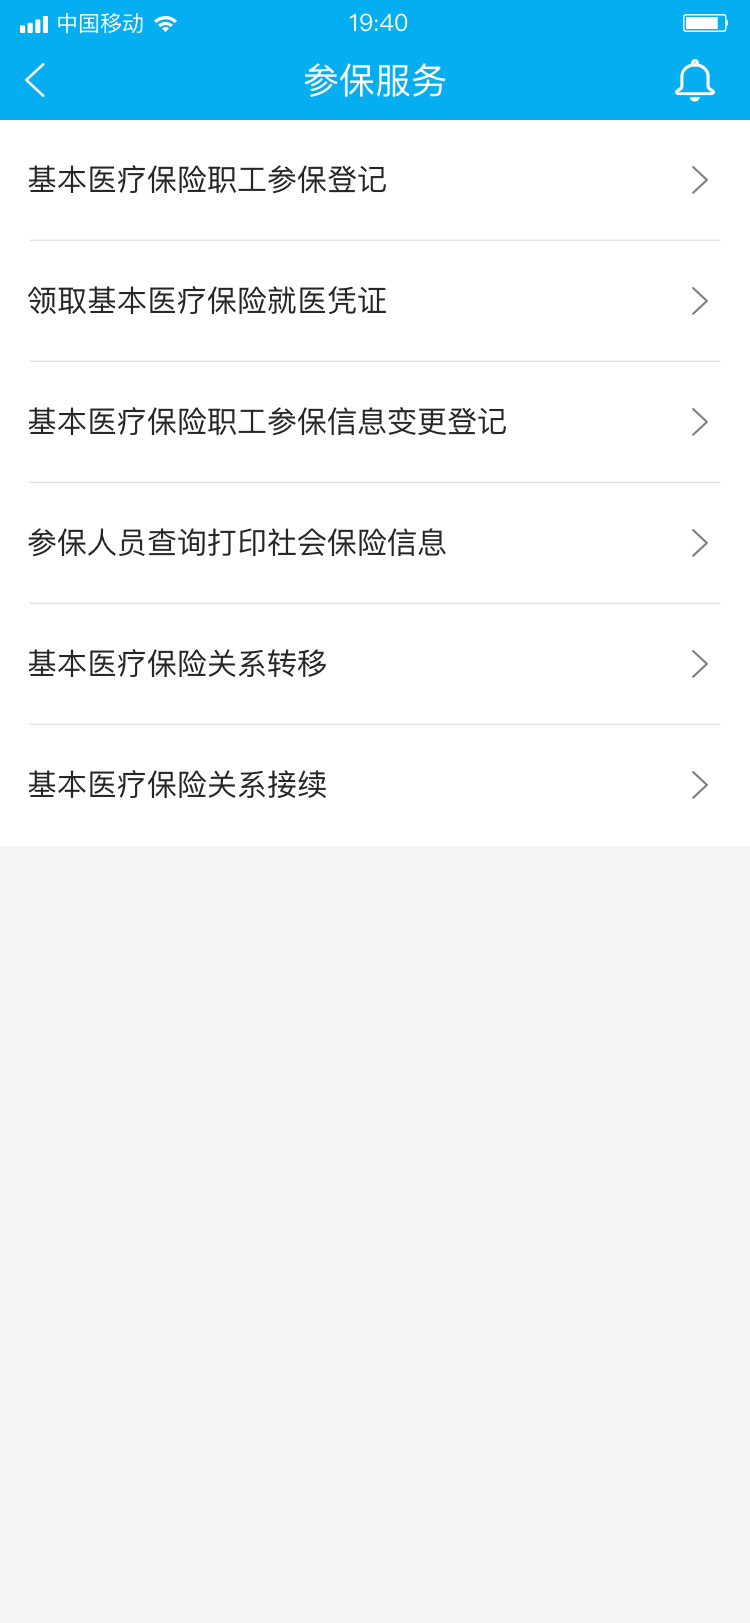 中国移动 19:40
参保服务
基本医疗保险职工参保登记
领取基本医疗保险就医凭证
基本医疗保险职工参保信息变更登记
参保人员查询打印社会保险信息
基本医疗保险关系转移
基本医疗保险关系接续